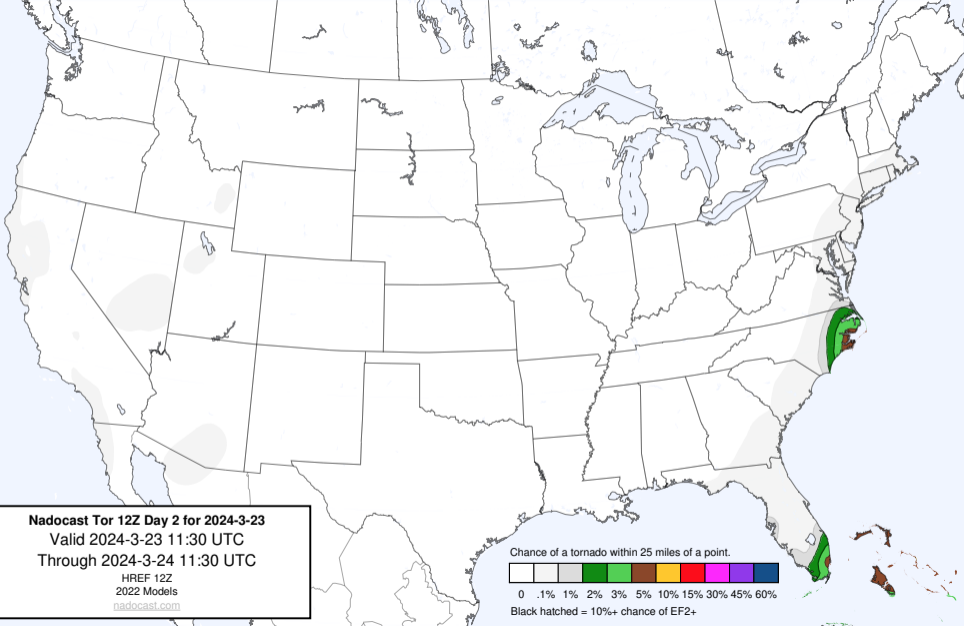 Nadocast Tor 12Z Day 2 for 2024-3-23
Valid 2024-3-23 11:30 UTC
Through 2024-3-24 11:30 UTC
HREF 12Z
2022 Models
nadocast.com
Chance of a tornado within 25 miles of a point.
0 .1% 1% 2% 3% 5% 10% 15% 30% 45% 60%
Black hatched = 10%+ chance of EF2+